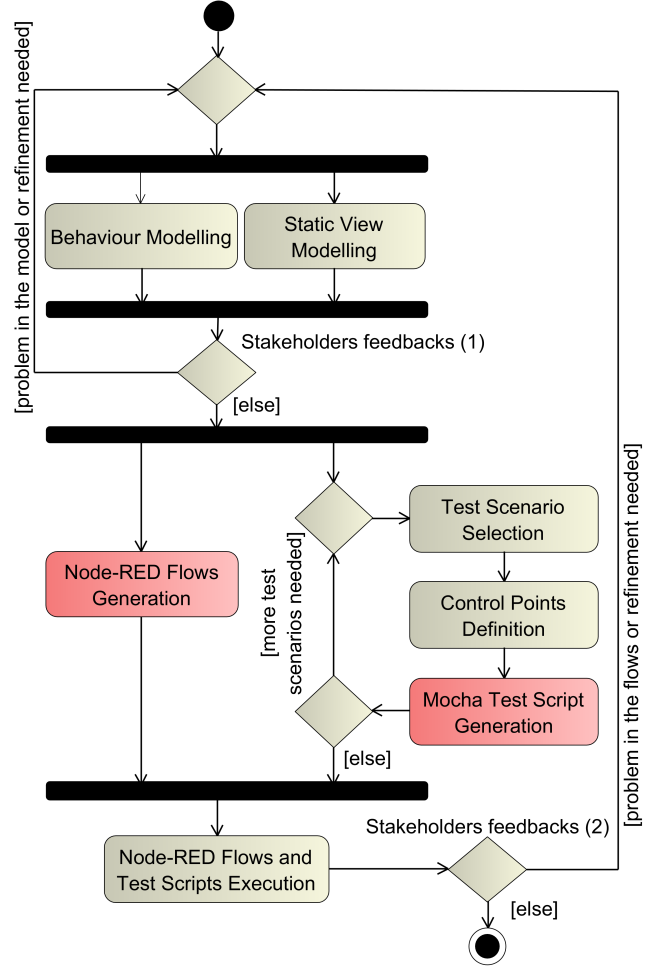 [problem in the model or refinement needed]
Behaviour Modelling
Static View
Modelling
Stakeholders feedbacks (1)
[else]
Test Scenario
Selection
Node-RED Flows
Generation
[more test
scenarios needed]
Control Points
Definition
Mocha Test Script
Generation
[else]
[problem in the flows or refinement needed]
Stakeholders feedbacks (2)
Node-RED Flows and
Test Scripts Execution
[else]